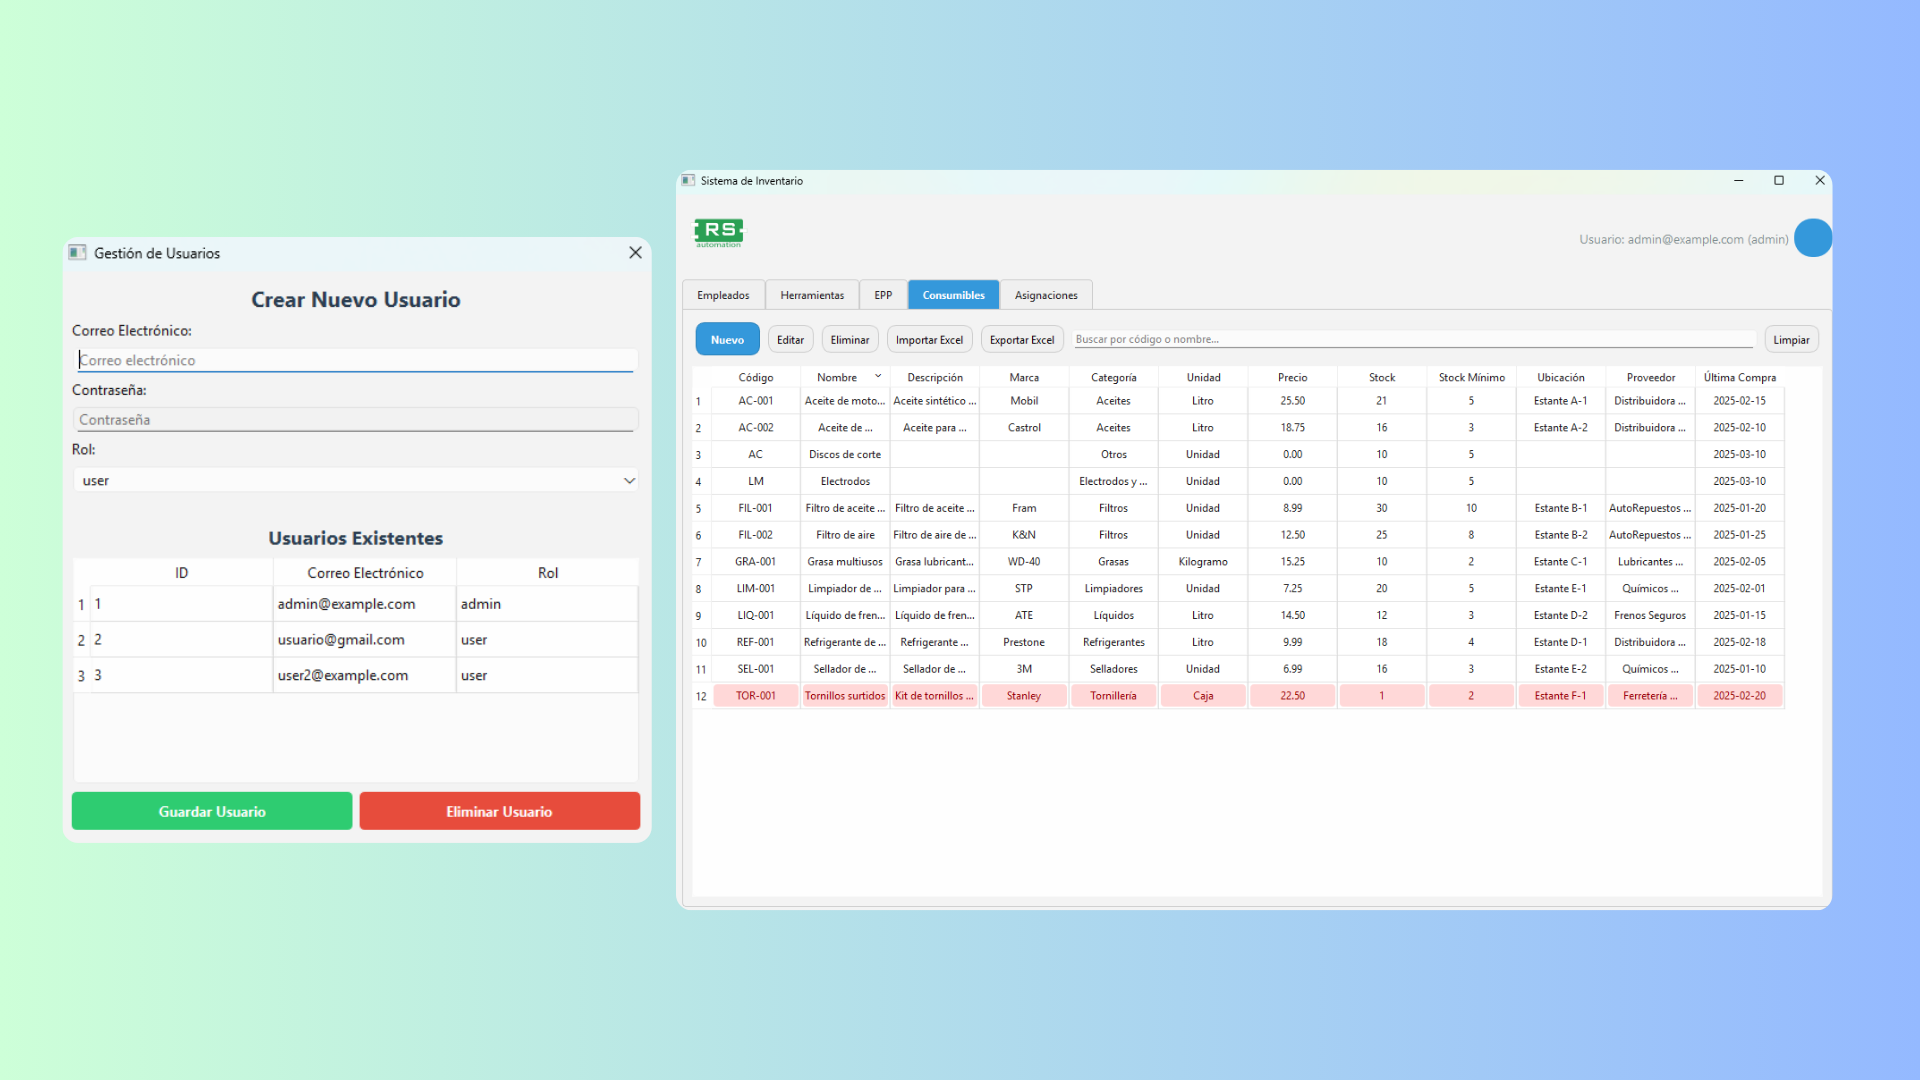 Gestión de Usuarios
Crear Nuevo Usuario
Correo Electrónico:
Correo electrónico
Contraseña:
Contraseña
Rol:
user
Usuarios Existentes
ID Correo Electrónico Rol
1 1 admin@example.com admin
2 2 usuario@gmail.com user
3 3 user2@example.com user
Guardar Usuario Eliminar Usuario
Sistema de Inventario
RS
automation
Usuario: admin@example.com (admin)
Empleados Herramientas EPP Consumibles Asignaciones
Nuevo Editar Eliminar Importar Excel Exportar Excel Buscar por código o nombre... Limpiar
Código Nombre Descripción Marca Categoría Unidad Precio Stock Stock Mínimo Ubicación Proveedor Última Compra
1 AC-001 Aceite de moto... Aceite sintético ... Mobil Aceites Litro 25.50 21 5 Estante A-1 Distribuidora ... 2025-02-15
2 AC-002 Aceite de ... Aceite para ... Castrol Aceites Litro 18.75 16 3 Estante A-2 Distribuidora ... 2025-02-10
3 AC Discos de corte Otros Unidad 0.00 10 5 2025-03-10
4 LM Electrodos Electrodos y ... Unidad 0.00 10 5 2025-03-10
5 FIL-001 Filtro de aceite ... Filtro de aceite ... Fram Filtros Unidad 8.99 30 10 Estante B-1 AutoRepuestos ... 2025-01-20
6 FIL-002 Filtro de aire Filtro de aire de ... K&N Filtros Unidad 12.50 25 8 Estante B-2 AutoRepuestos ... 2025-01-25
7 GRA-001 Grasa multiusos Grasa lubricant... WD-40 Grasas Kilogramo 15.25 10 2 Estante C-1 Lubricantes ... 2025-02-05
8 LIM-001 Limpiador de ... Limpiador para ... STP Limpiadores Unidad 7.25 20 5 Estante E-1 Químicos ... 2025-02-01
9 LIQ-001 Líquido de fren... Líquido de fren... ATE Líquidos Litro 14.50 12 3 Estante D-2 Frenos Seguros 2025-01-15
10 REF-001 Refrigerante de ... Refrigerante ... Prestone Refrigerantes Litro 9.99 18 4 Estante D-1 Distribuidora ... 2025-02-18
11 SEL-001 Sellador de ... Sellador de ... 3M Selladores Unidad 6.99 16 3 Estante E-2 Químicos ... 2025-01-10
12 TOR-001 Tornillos surtidos Kit de tornillos ... Stanley Tornillería Caja 22.50 1 2 Estante F-1 Ferretería ... 2025-02-20